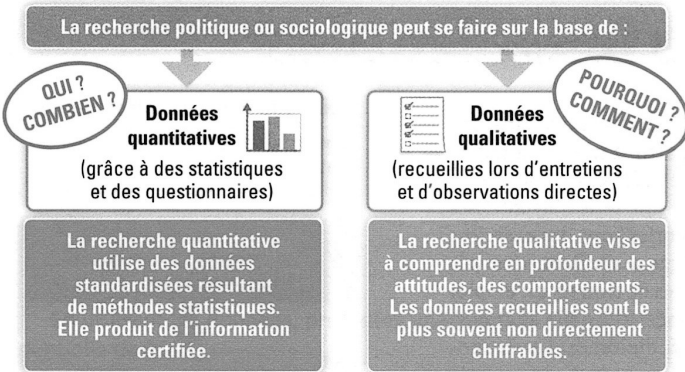 La recherche politique ou sociologique peut se faire sur la base de :
QUI ?
COMBIEN ?
Données
quantitatives
(grâce à des statistiques
et des questionnaires)
La recherche quantitative
utilise des données
standardisées résultant
de méthodes statistiques.
Elle produit de l'information
certifiée.
POURQUOI ?
COMMENT ?
Données
qualitatives
(recueillies lors d'entretiens
et d'observations directes)
La recherche qualitative vise
à comprendre en profondeur des
attitudes, des comportements.
Les données recueillies sont le
plus souvent non directement
chiffrables.